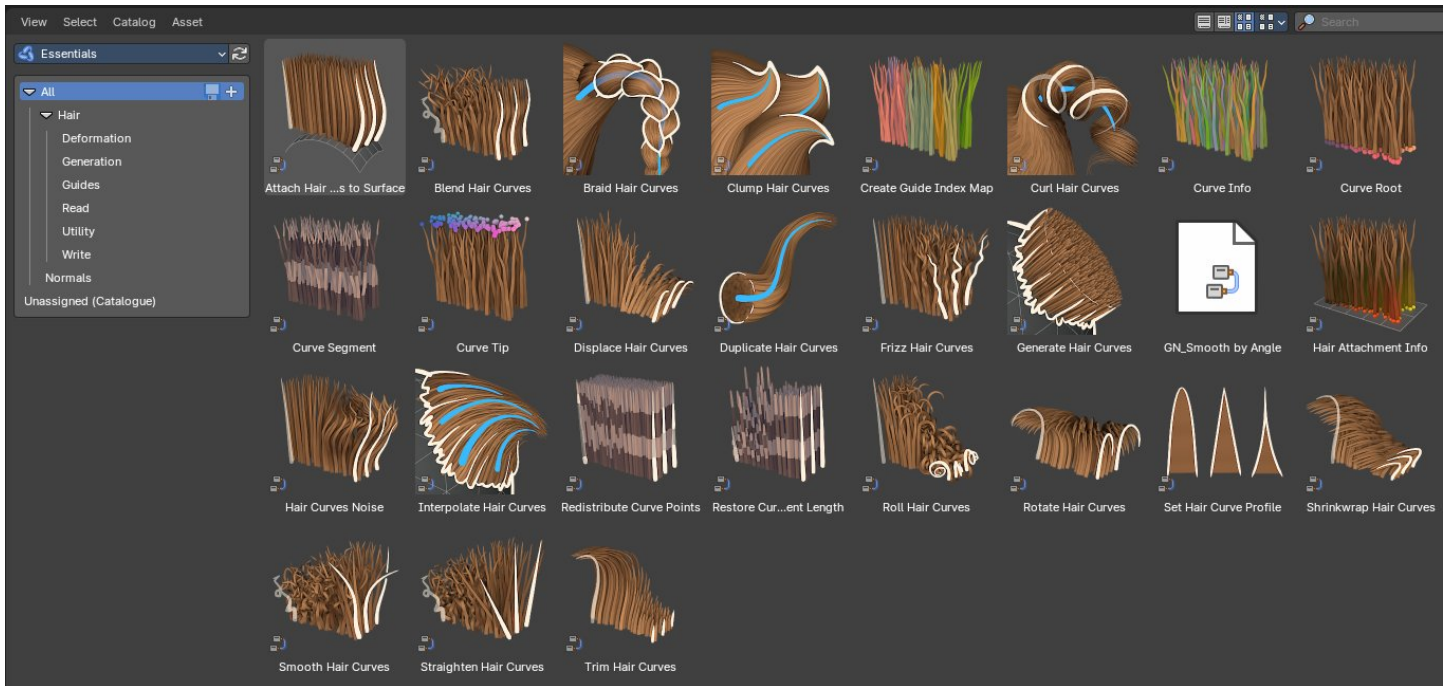 View Select Catalog Asset
Search
Essentials
All
Hair
Deformation
Generation
Guides
Read
Utility
Write
Normals
Unassigned (Catalogue)
Attach Hair ...s to Surface
Blend Hair Curves
Braid Hair Curves
Clump Hair Curves
Create Guide Index Map
Curl Hair Curves
Curve Info
Curve Root
Curve Segment
Curve Tip
Displace Hair Curves
Duplicate Hair Curves
Frizz Hair Curves
Generate Hair Curves
GN_Smooth by Angle
Hair Attachment Info
Hair Curves Noise
Interpolate Hair Curves
Redistribute Curve Points
Restore Cur...ent Length
Roll Hair Curves
Rotate Hair Curves
Set Hair Curve Profile
Shrinkwrap Hair Curves
Smooth Hair Curves
Straighten Hair Curves
Trim Hair Curves